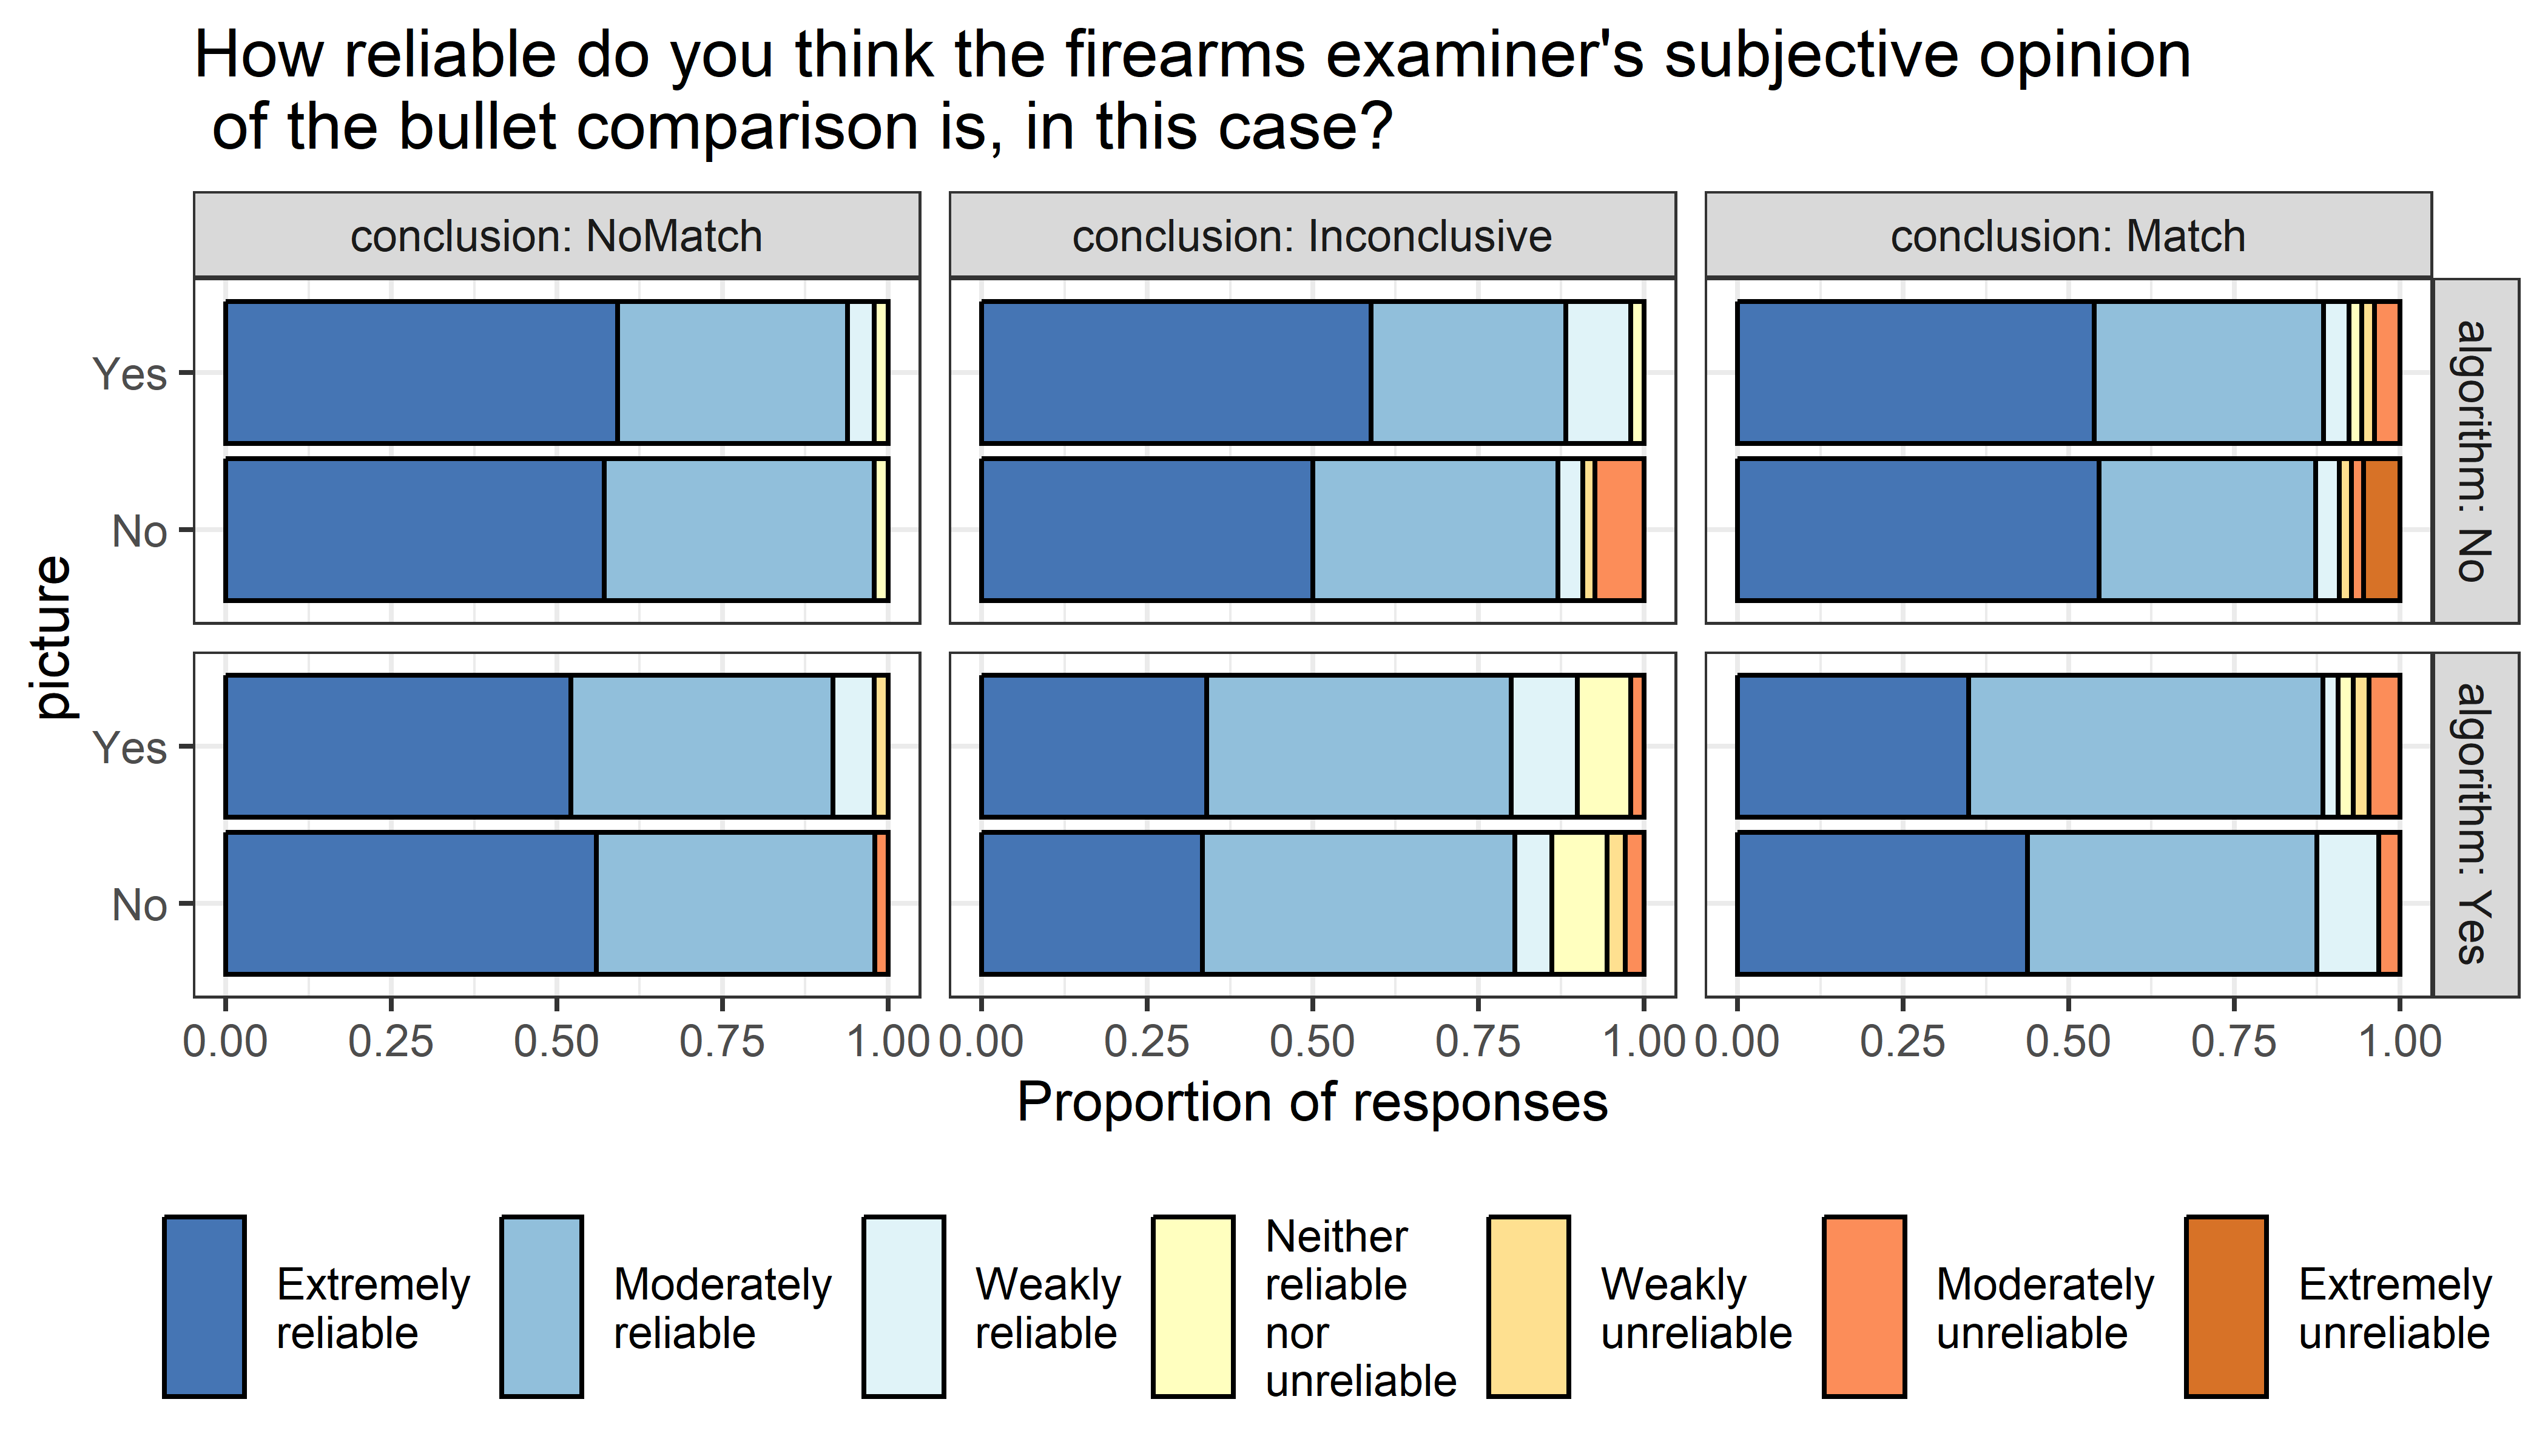 How reliable do you think the firearms examiner's subjective opinion
of the bullet comparison is, in this case?
conclusion: NoMatch
conclusion: Inconclusive
conclusion: Match
algorithm: No
Yes
No
picture
algorithm: Yes
Yes
No
0.00 0.25 0.50 0.75 1.00
0.00 0.25 0.50 0.75 1.00
0.00 0.25 0.50 0.75 1.00
Proportion of responses
Extremely
reliable
Moderately
reliable
Weakly
reliable
Neither
reliable
nor
unreliable
Weakly
unreliable
Moderately
unreliable
Extremely
unreliable